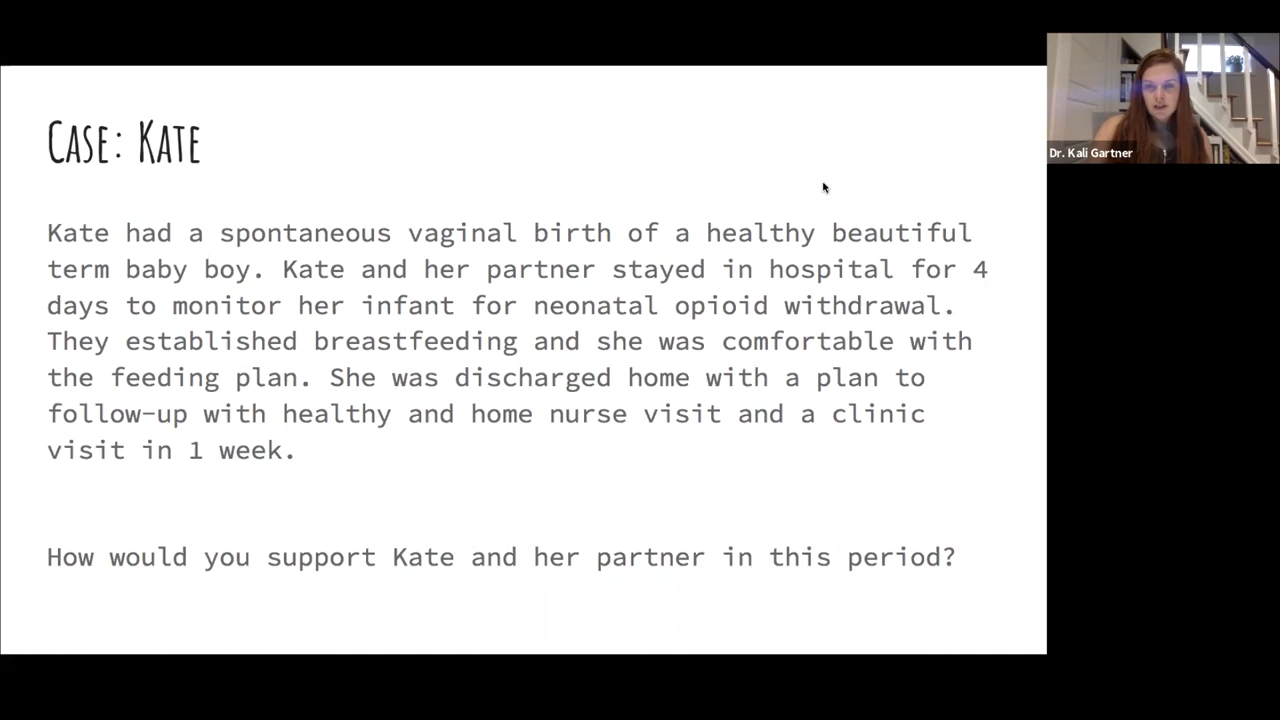 Case: Kate
Kate had a spontaneous vaginal birth of a healthy beautiful
term baby boy. Kate and her partner stayed in hospital for 4
days to monitor her infant for neonatal opioid withdrawal.
They established breastfeeding and she was comfortable with
the feeding plan. She was discharged home with a plan to
follow-up with healthy and home nurse visit and a clinic
visit in 1 week.
How would you support Kate and her partner in this period?
Dr. Kali Gartner